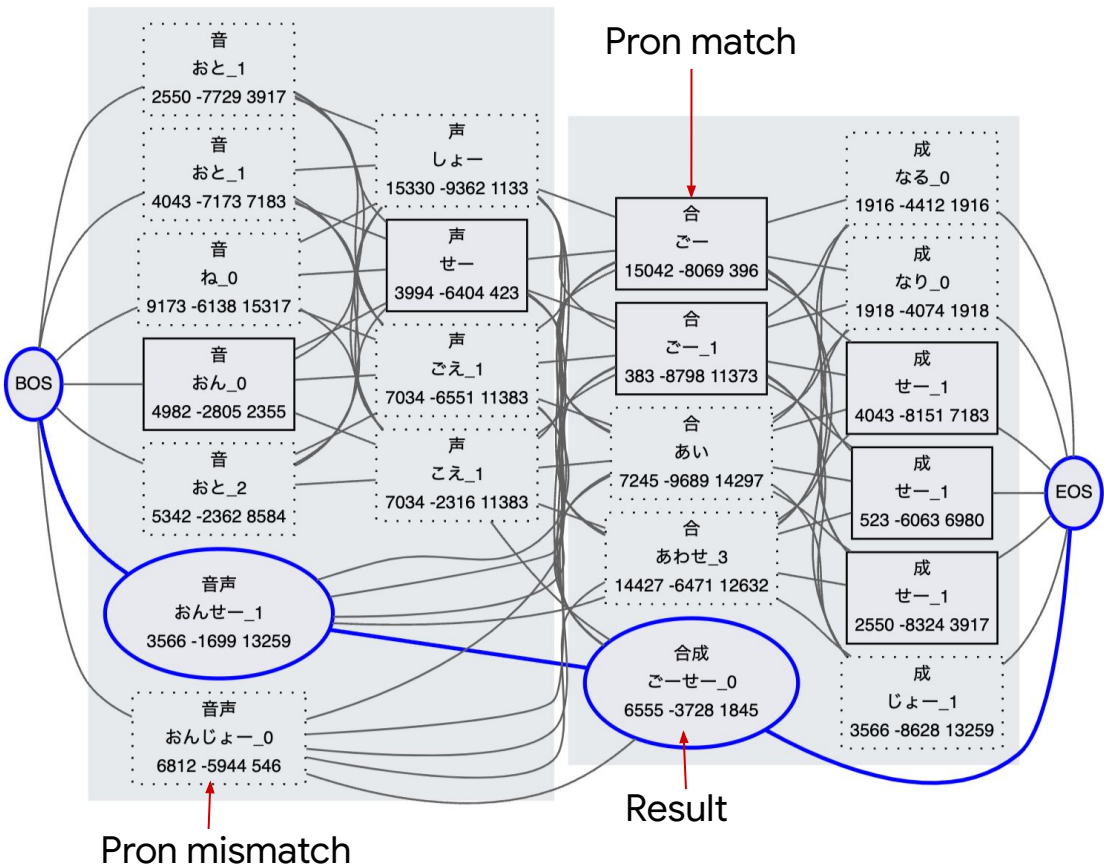 Pron match
音
おと_1
2550 -7729 3917
音
おと_1
4043 -7173 7183
音
ね_0
9173 -6138 15317
BOS
音
おん_0
4982 -2805 2355
音
おと_2
5342 -2362 8584
音声
おんせー_1
3566 -1699 13259
音声
おんじょー_0
6812 -5944 546
Pron mismatch
声
しょー
15330 -9362 1133
声
せー
3994 -6404 423
声
ごえ_1
7034 -6551 11383
声
こえ_1
7034 -2316 11383
合
ごー
15042 -8069 396
合
ごー_1
383 -8798 11373
合
あい
7245 -9689 14297
合
あわせ_3
14427 -6471 12632
合成
ごーせー_0
6555 -3728 1845
Result
成
なる_0
1916 -4412 1916
成
なり_0
1918 -4074 1918
成
せー_1
4043 -8151 7183
成
せー_1
523 -6063 6980
成
せー_1
2550 -8324 3917
成
じょー_1
3566 -8628 13259
EOS